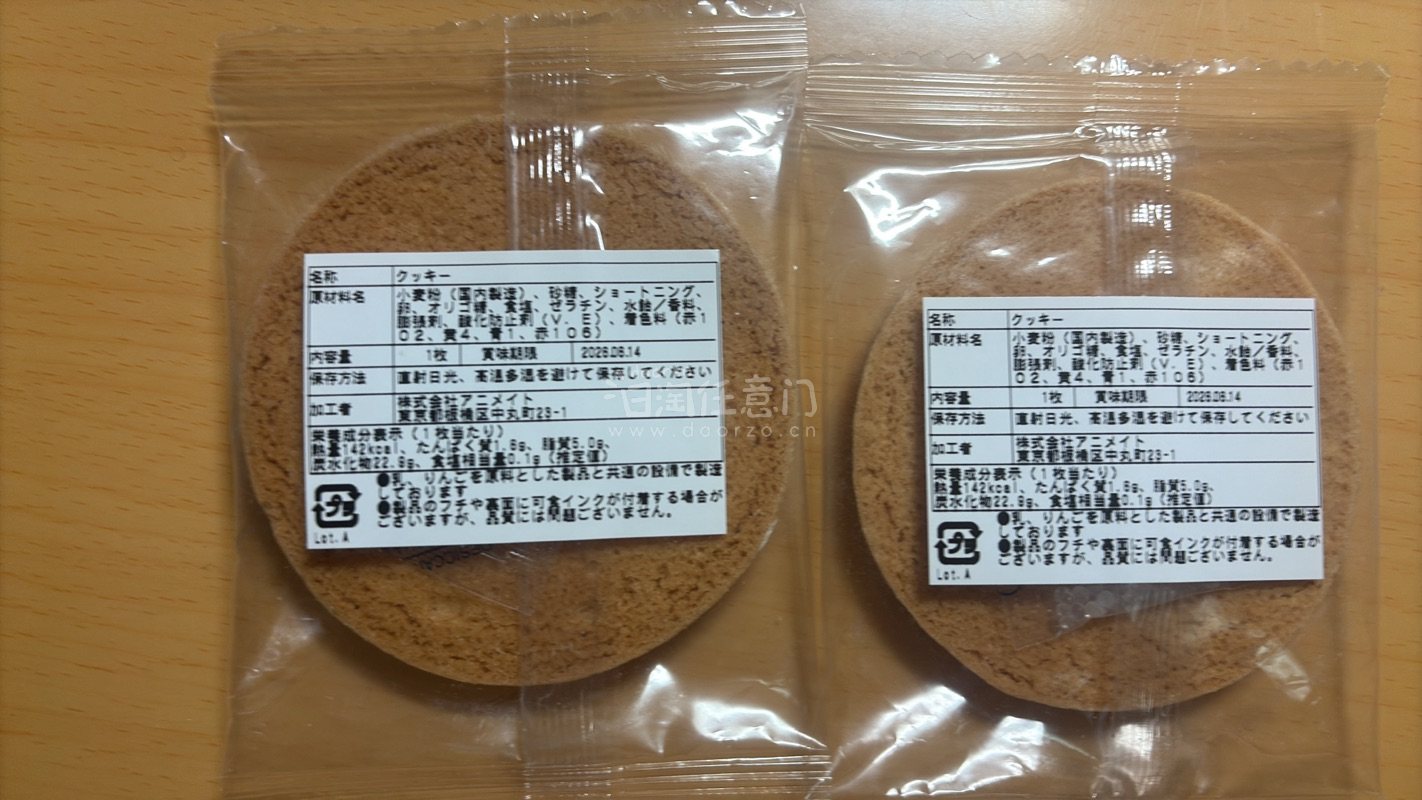 名称 クッキー
原材料名 小麦粉（国内製造）、砂糖、ショートニング、
卵、オリゴ糖、食塩、ゼラチン、水飴／香料、
膨張剤、酸化防止剤（V．E）、着色料（赤1
02、黄4、青1、赤106）
内容量 1枚 賞味期限 2026.06.14
保存方法 直射日光、高温多湿を避けて保存してください
加工者 株式会社アニメイト
東京都板橋区中丸町23-1
栄養成分表示（1枚当たり）
熱量142kcal、たんぱく質1.6g、脂質5.0g、
炭水化物22.8g、食塩相当量0.1g（推定値）
●乳、りんごを原料とした製品と共通の設備で製造
しております
●製品のフチや裏面に可食インクが付着する場合が
ございますが、品質には問題ございません。
プラ
Lot.A
名称 クッキー
原材料名 小麦粉（国内製造）、砂糖、ショートニング、
卵、オリゴ糖、食塩、ゼラチン、水飴／香料、
膨張剤、酸化防止剤（V．E）、着色料（赤1
02、黄4、青1、赤106）
内容量 1枚 賞味期限 2026.06.14
保存方法 直射日光、高温多湿を避けて保存してください
加工者 株式会社アニメイト
東京都板橋区中丸町23-1
栄養成分表示（1枚当たり）
熱量142kcal、たんぱく質1.6g、脂質5.0g、
炭水化物22.8g、食塩相当量0.1g（推定値）
●乳、りんごを原料とした製品と共通の設備で製造
しております
●製品のフチや裏面に可食インクが付着する場合が
ございますが、品質には問題ございません。
プラ
Lot.A
淘任意门
www.daorzo.cn